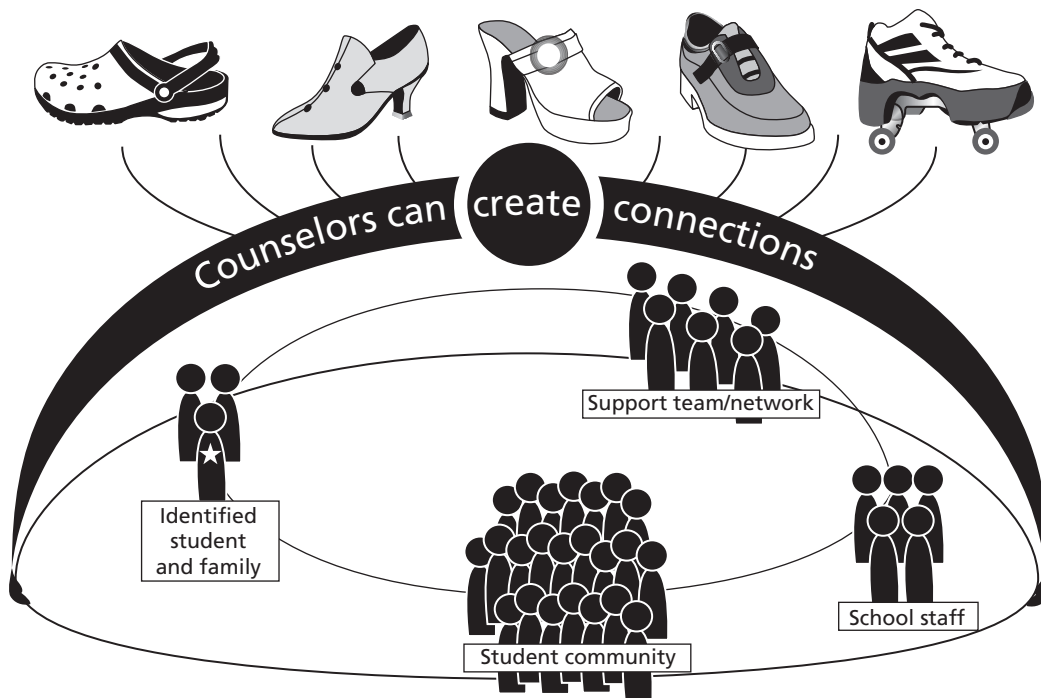 Counselors can create connections
Support team/network
Identified
student
and family
School staff
Student community